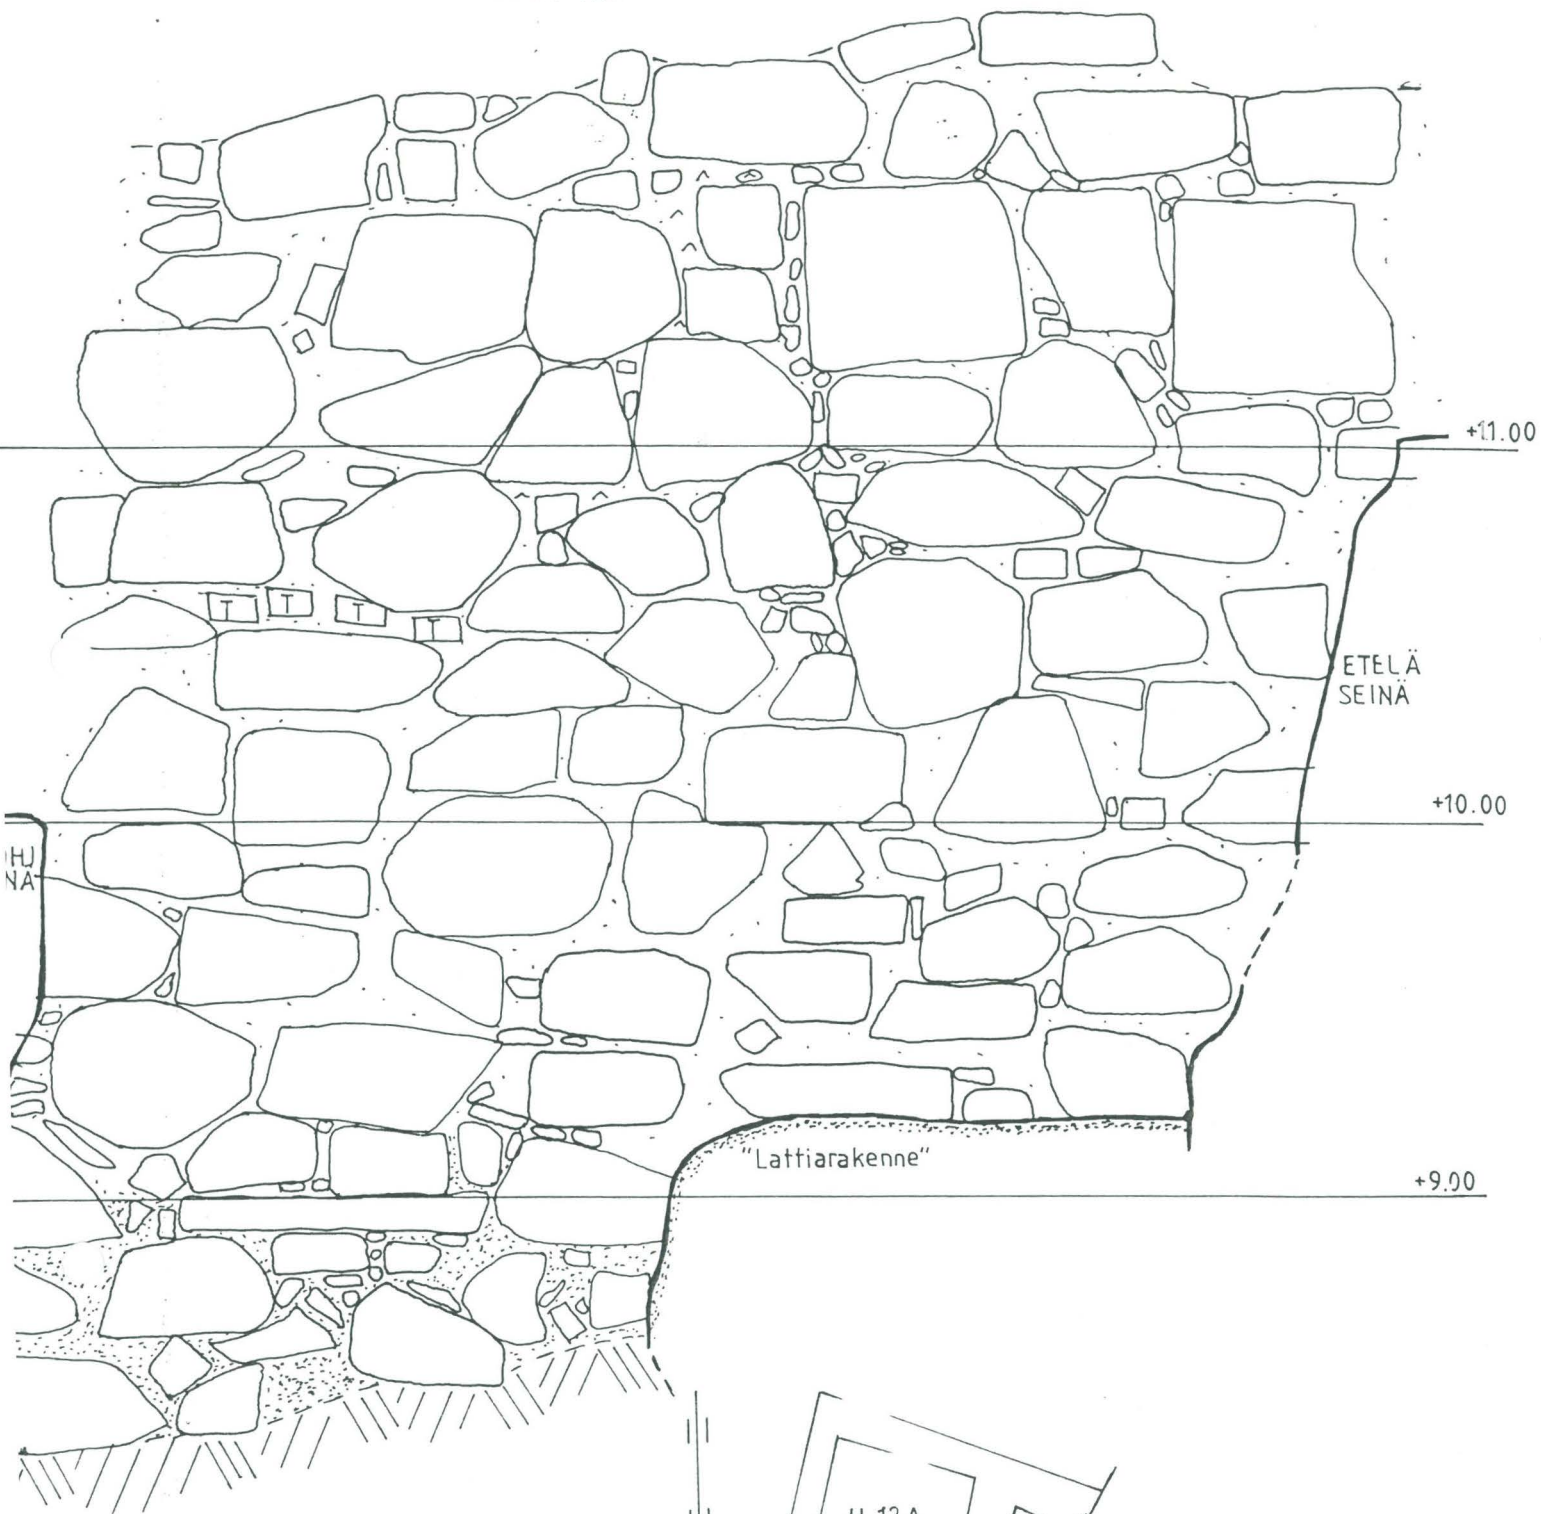 +11.00
ETELÄ
SEINÄ
+10.00
T
T
T
T
"Lattiarakenne"
+9.00